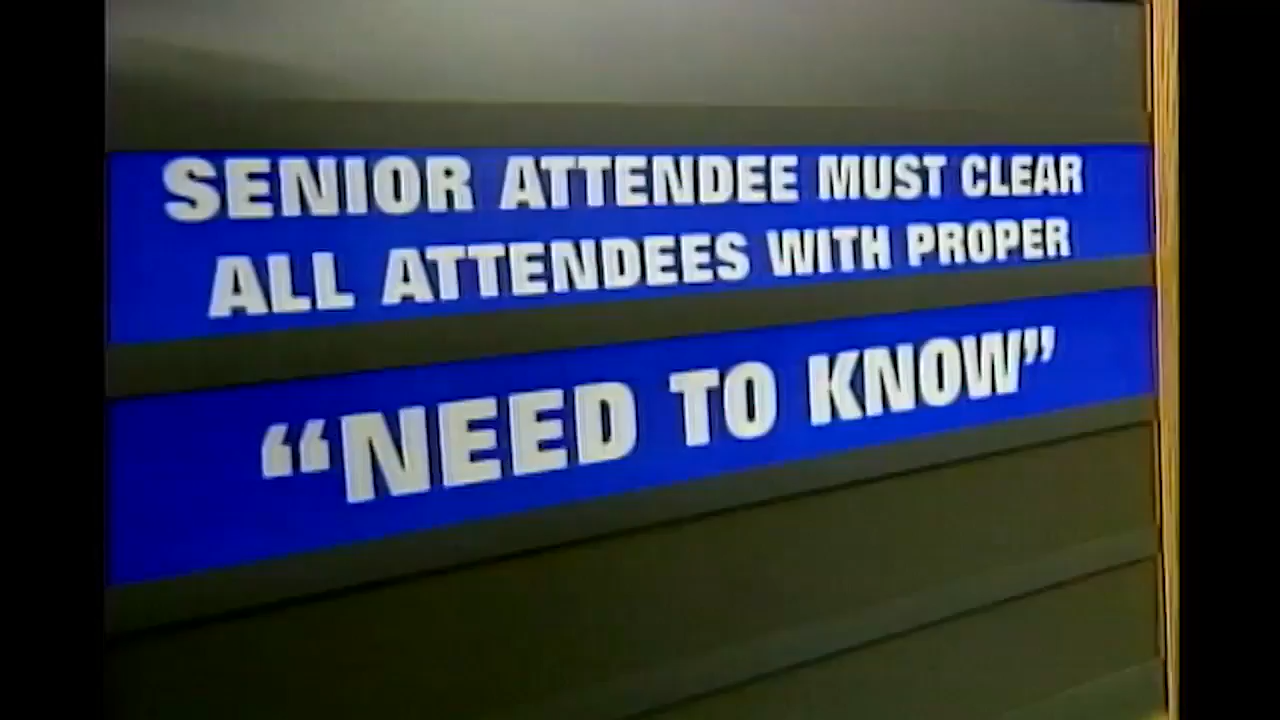 SENIOR ATTENDEE MUST CLEAR
ALL ATTENDEES WITH PROPER
“NEED TO KNOW”